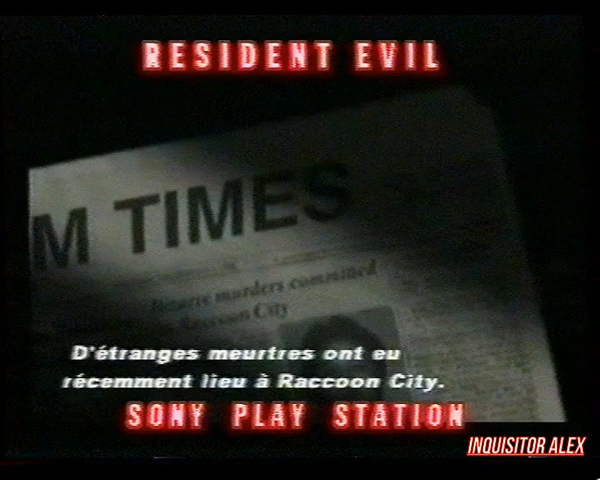 RESIDENT EVIL
M TIMES
Bizarre murders committed
Raccoon City
D'étranges meurtres ont eu
récemment lieu à Raccoon City.
SONY PLAY STATION
INQUISITOR ALEX